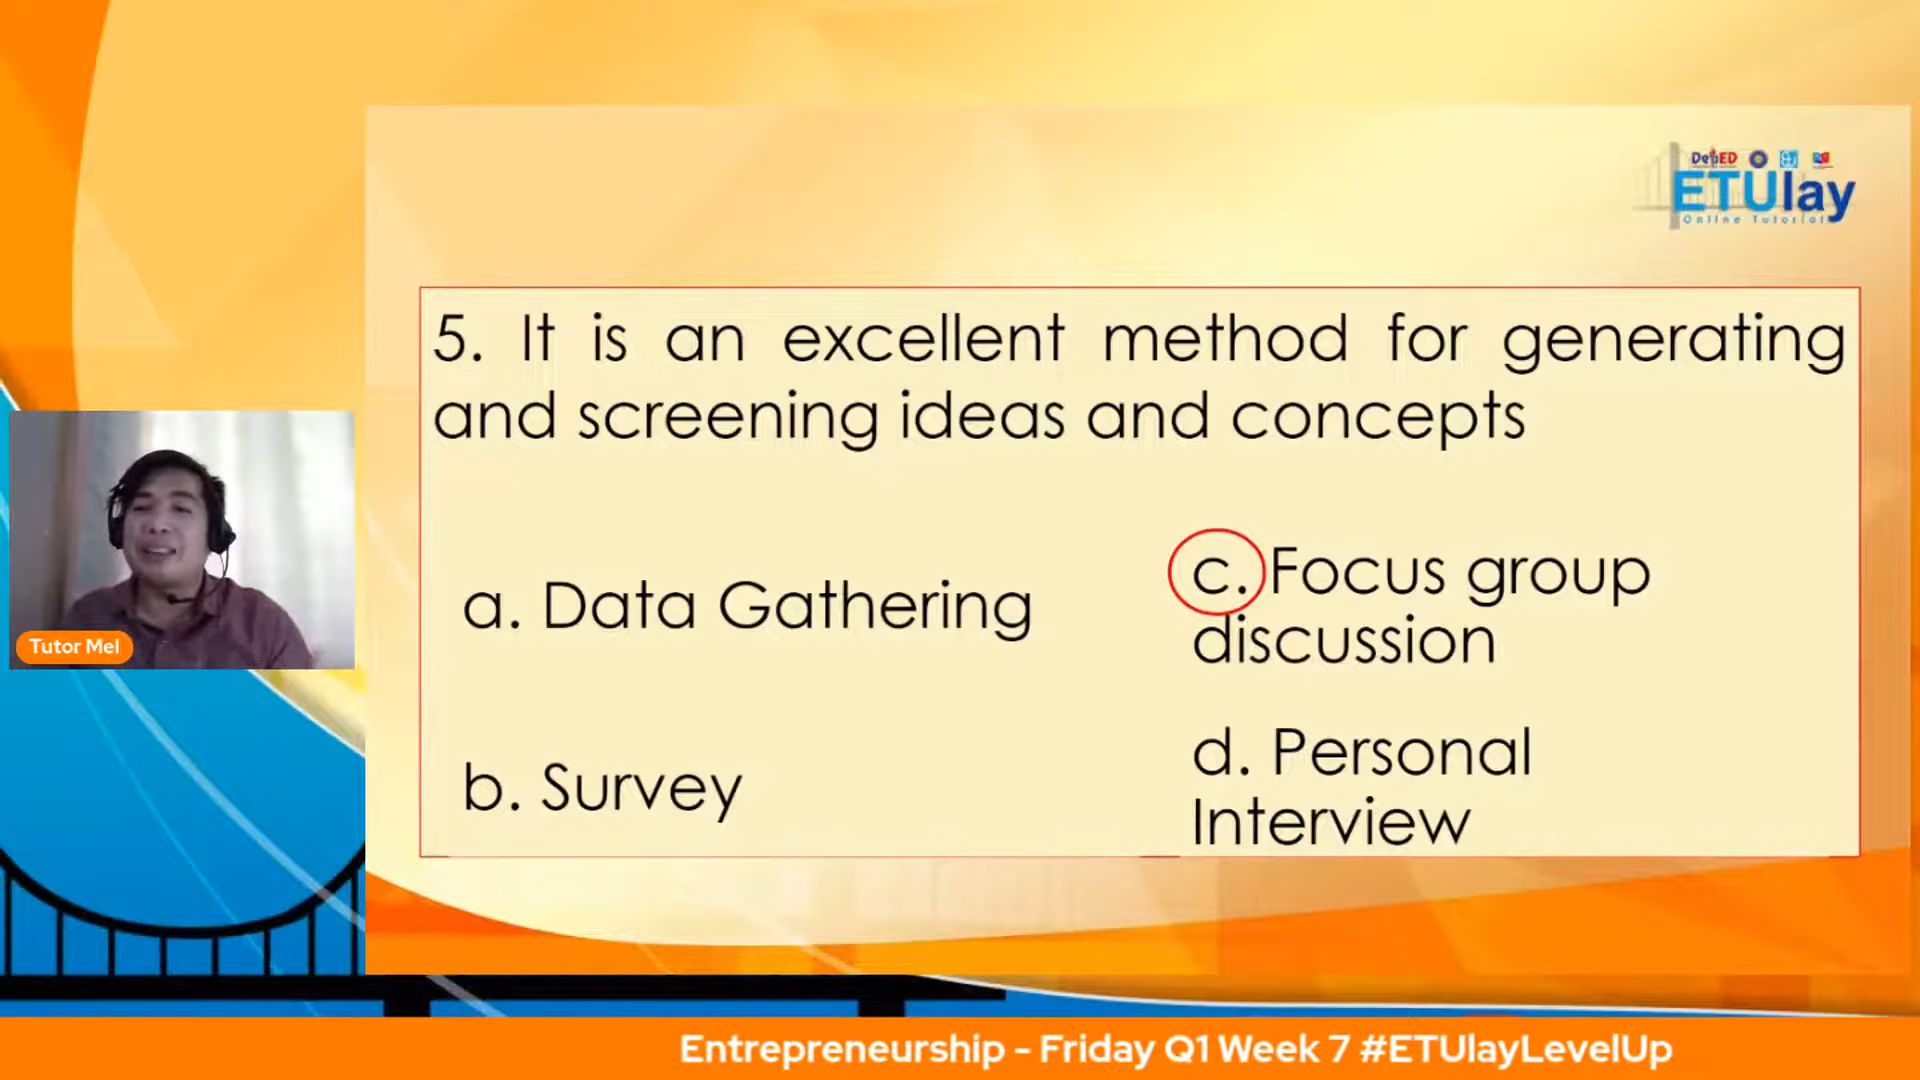 DepED
ETUlay
Online Tutorial
5. It is an excellent method for generating
and screening ideas and concepts
a. Data Gathering
b. Survey
c. Focus group
discussion
d. Personal
Interview
Tutor Mel
Entrepreneurship - Friday Q1 Week 7 #ETUlayLevelUp